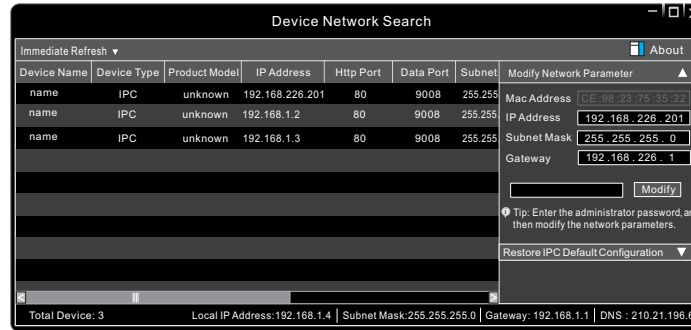 Device Network Search
Immediate Refresh ▼ About
Device Name Device Type Product Model IP Address Http Port Data Port Subnet
name IPC unknown 192.168.226.201 80 9008 255.255
name IPC unknown 192.168.1.2 80 9008 255.255.
name IPC unknown 192.168.1.3 80 9008 255.255.
Modify Network Parameter ▲
Mac Address CE:98:23:75:35:22
IP Address 192.168.226.201
Subnet Mask 255.255.255. 0
Gateway 192.168.226. 1
Modify
Tip: Enter the administrator password, an
then modify the network parameters.
Restore IPC Default Configuration ▼
Total Device: 3 Local IP Address:192.168.1.4 Subnet Mask:255.255.255.0 Gateway: 192.168.1.1 DNS : 210.21.196.6